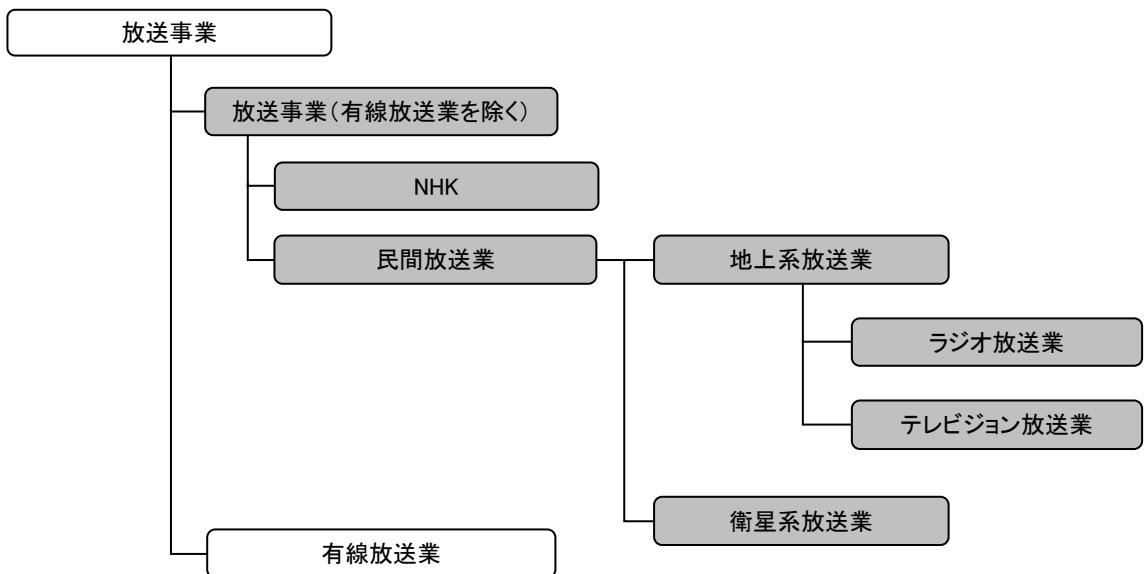 放送事業
放送事業（有線放送業を除く）
NHK
民間放送業
地上系放送業
ラジオ放送業
テレビジョン放送業
衛星系放送業
有線放送業